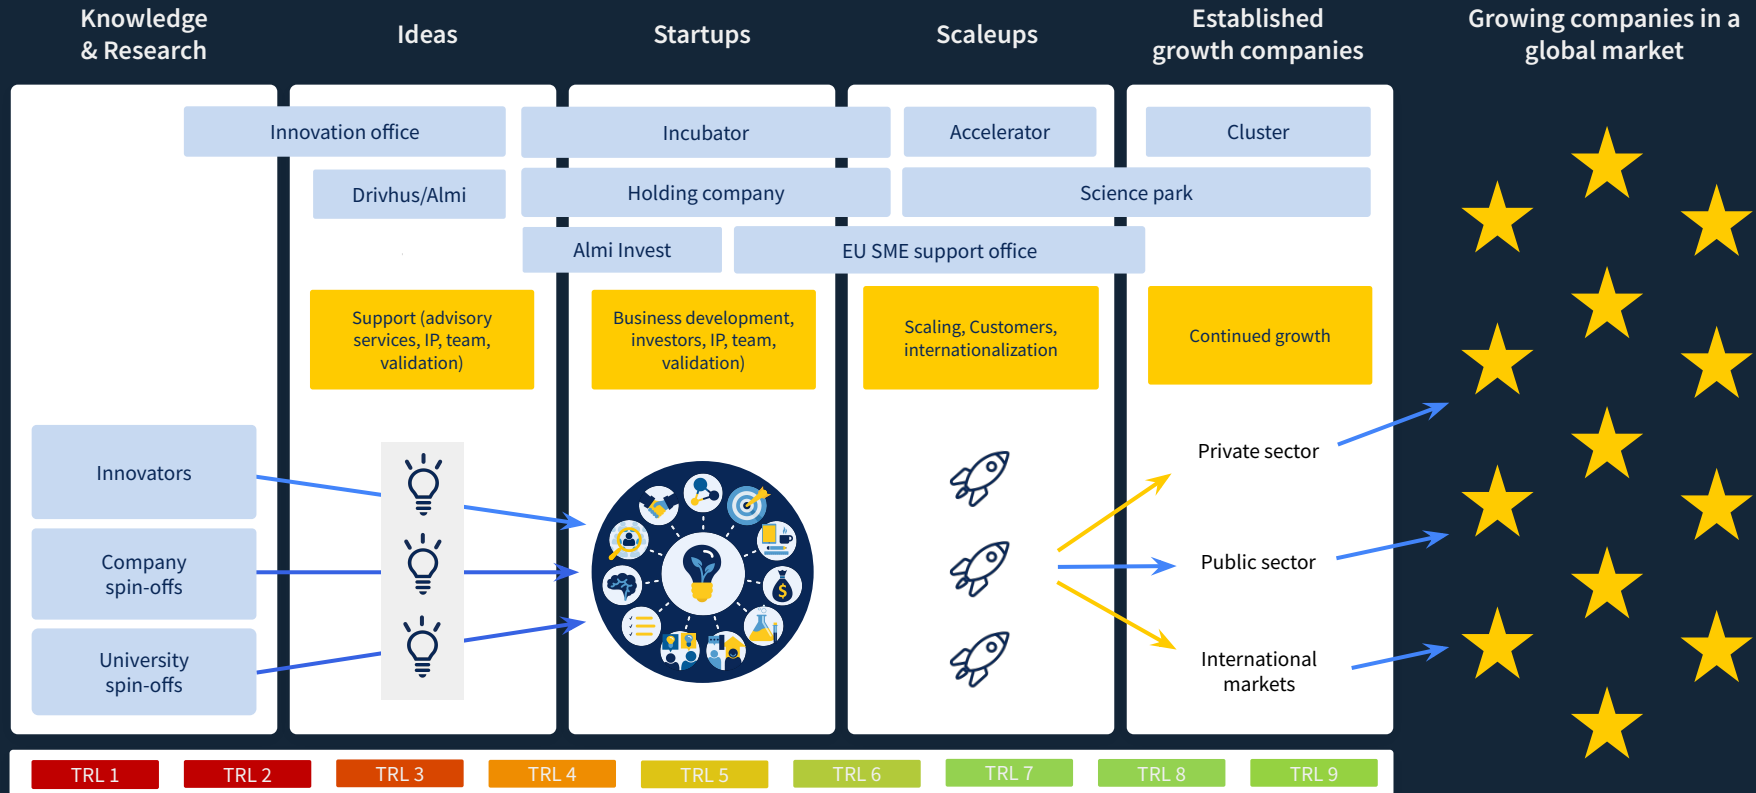 Knowledge
& Research
Ideas
Startups
Scaleups
Established
growth companies
Growing companies in a
global market
Innovation office
Incubator
Accelerator
Cluster
Drivhus/Almi
Holding company
Science park
Almi Invest
EU SME support office
Support (advisory
services, IP, team,
validation)
Business development,
investors, IP, team,
validation)
Scaling, Customers,
internationalization
Continued growth
Innovators
Company
spin-offs
University
spin-offs
Private sector
Public sector
International
markets
TRL 1
TRL 2
TRL 3
TRL 4
TRL 5
TRL 6
TRL 7
TRL 8
TRL 9